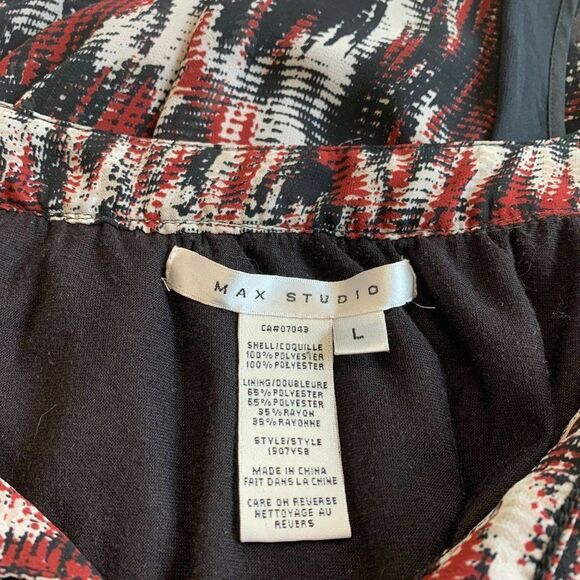 MAX STUDIO
L
CA#07043
SHELL/COQUILLE
100% POLYESTER
100% POLYESTER
LINING/DOUBLEURE
65% POLYESTER
65% POLYESTER
35% RAYON
35% RAYONNE
STYLE/STYLE
1907Y58
MADE IN CHINA
FAIT DANS LA CHINE
CARE ON REVERSE
NETTOYAGE AU
REVERS